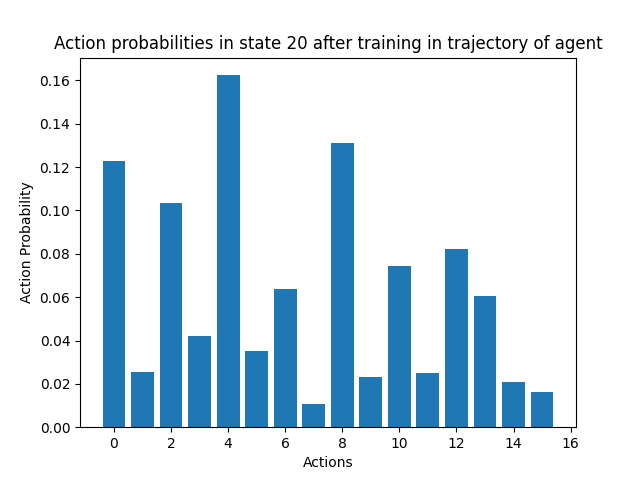 Action probabilities in state 20 after training in trajectory of agent
0.16
0.14
0.12
0.10
0.08
0.06
0.04
0.02
0.00
Action Probability
0 2 4 6 8 10 12 14 16
Actions